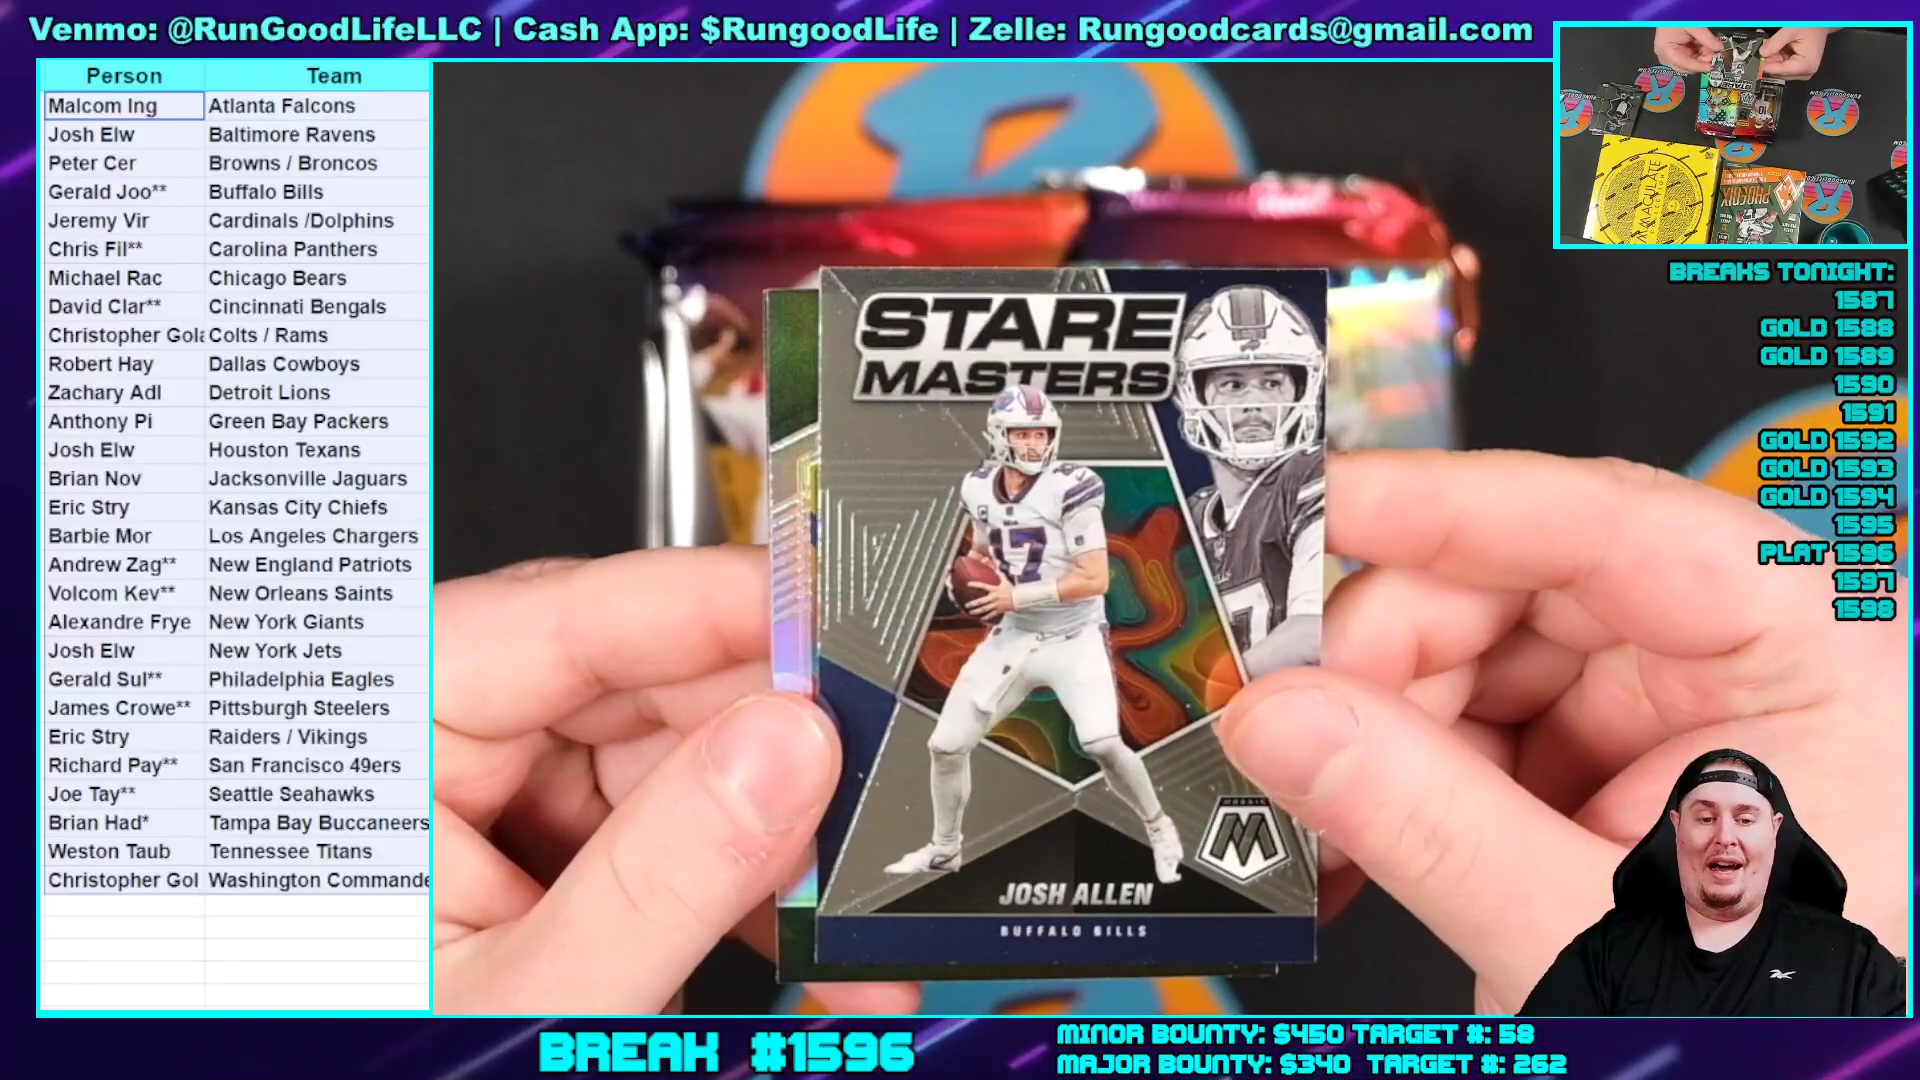 Venmo: @RunGoodLifeLLC | Cash App: $RungoodLife | Zelle: Rungoodcards@gmail.com
Person Team
Malcom Ing Atlanta Falcons
Josh Elw Baltimore Ravens
Peter Cer Browns / Broncos
Gerald Joo** Buffalo Bills
Jeremy Vir Cardinals /Dolphins
Chris Fil** Carolina Panthers
Michael Rac Chicago Bears
David Clar** Cincinnati Bengals
Christopher Gola Colts / Rams
Robert Hay Dallas Cowboys
Zachary Adl Detroit Lions
Anthony Pi Green Bay Packers
Josh Elw Houston Texans
Brian Nov Jacksonville Jaguars
Eric Stry Kansas City Chiefs
Barbie Mor Los Angeles Chargers
Andrew Zag** New England Patriots
Volcom Kev** New Orleans Saints
Alexandre Frye New York Giants
Josh Elw New York Jets
Gerald Sul** Philadelphia Eagles
James Crowe** Pittsburgh Steelers
Eric Stry Raiders / Vikings
Richard Pay** San Francisco 49ers
Joe Tay** Seattle Seahawks
Brian Had* Tampa Bay Buccaneers
Weston Taub Tennessee Titans
Christopher Gol Washington Commande
STARE
MASTERS
17
MOSAIC
M
JOSH ALLEN
BUFFALO BILLS
IMMACULATE
COLLECTION
PHOENIX
BREAKS TONIGHT:
1587
GOLD 1588
GOLD 1589
1590
1591
GOLD 1592
GOLD 1593
GOLD 1594
1595
PLAT 1596
1597
1598
BREAK #1596
MINOR BOUNTY: $450 TARGET #: 58
MAJOR BOUNTY: $340 TARGET #: 262